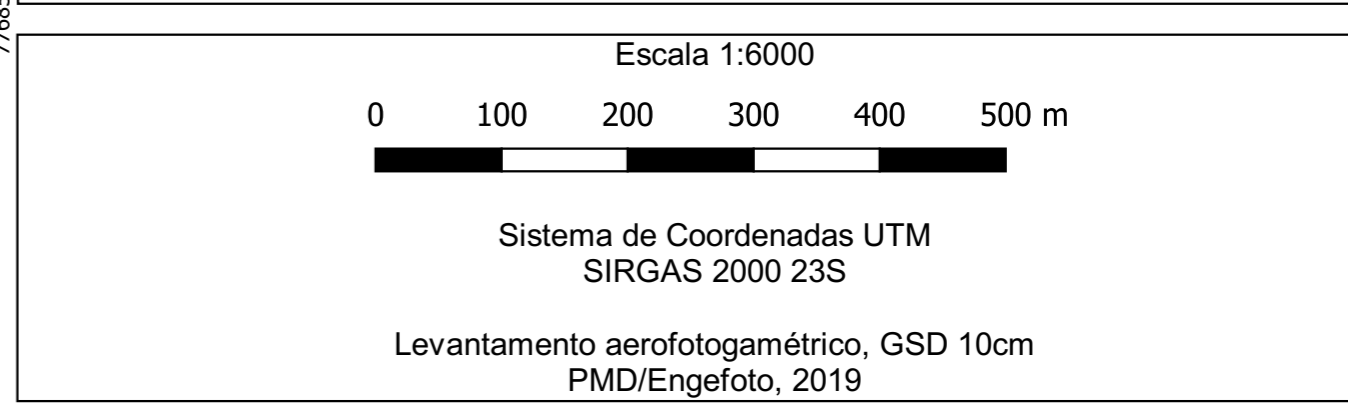 Escala 1:6000
0 100 200 300 400 500 m
Sistema de Coordenadas UTM
SIRGAS 2000 23S
Levantamento aerofotogamétrico, GSD 10cm
PMD/Engefoto, 2019